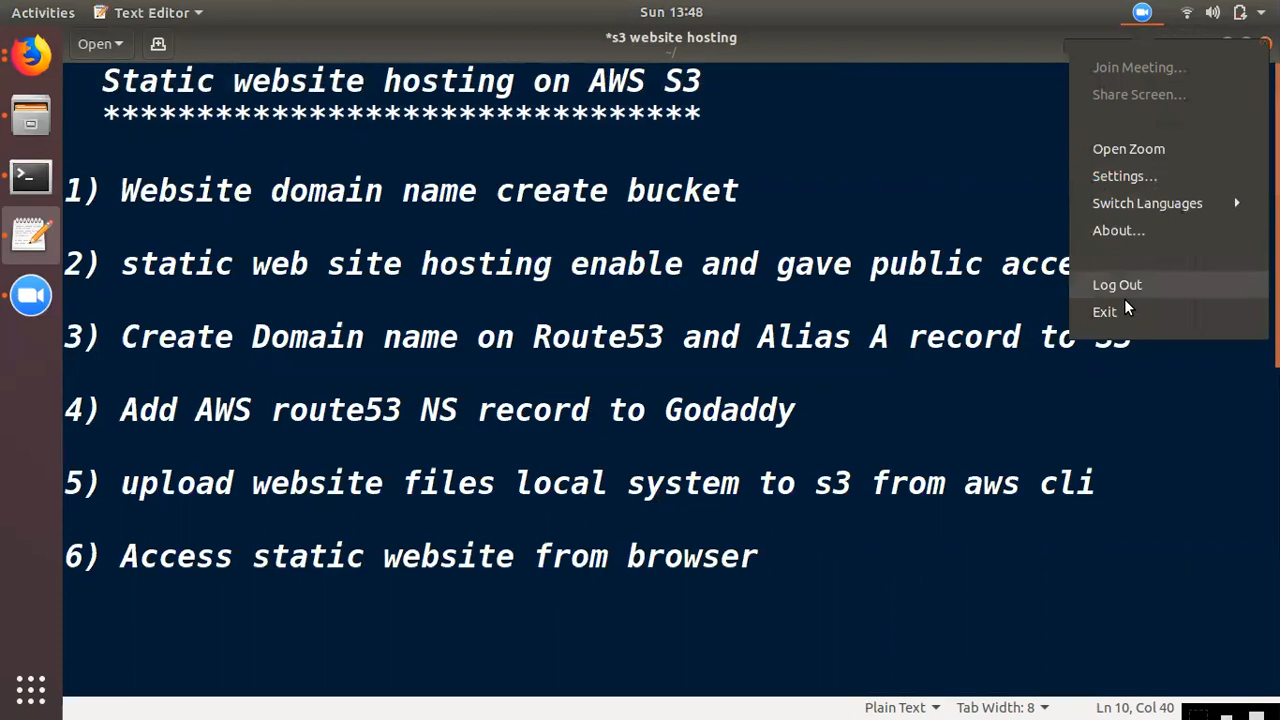 Activities
Text Editor
Sun 13:48
Open
*s3 website hosting
~/
Static website hosting on AWS S3
********************************
1) Website domain name create bucket
2) static web site hosting enable and gave public acce
3) Create Domain name on Route53 and Alias A record to S3
4) Add AWS route53 NS record to Godaddy
5) upload website files local system to s3 from aws cli
6) Access static website from browser
Join Meeting...
Share Screen...
Open Zoom
Settings...
Switch Languages
About...
Log Out
Exit
Plain Text
Tab Width: 8
Ln 10, Col 40